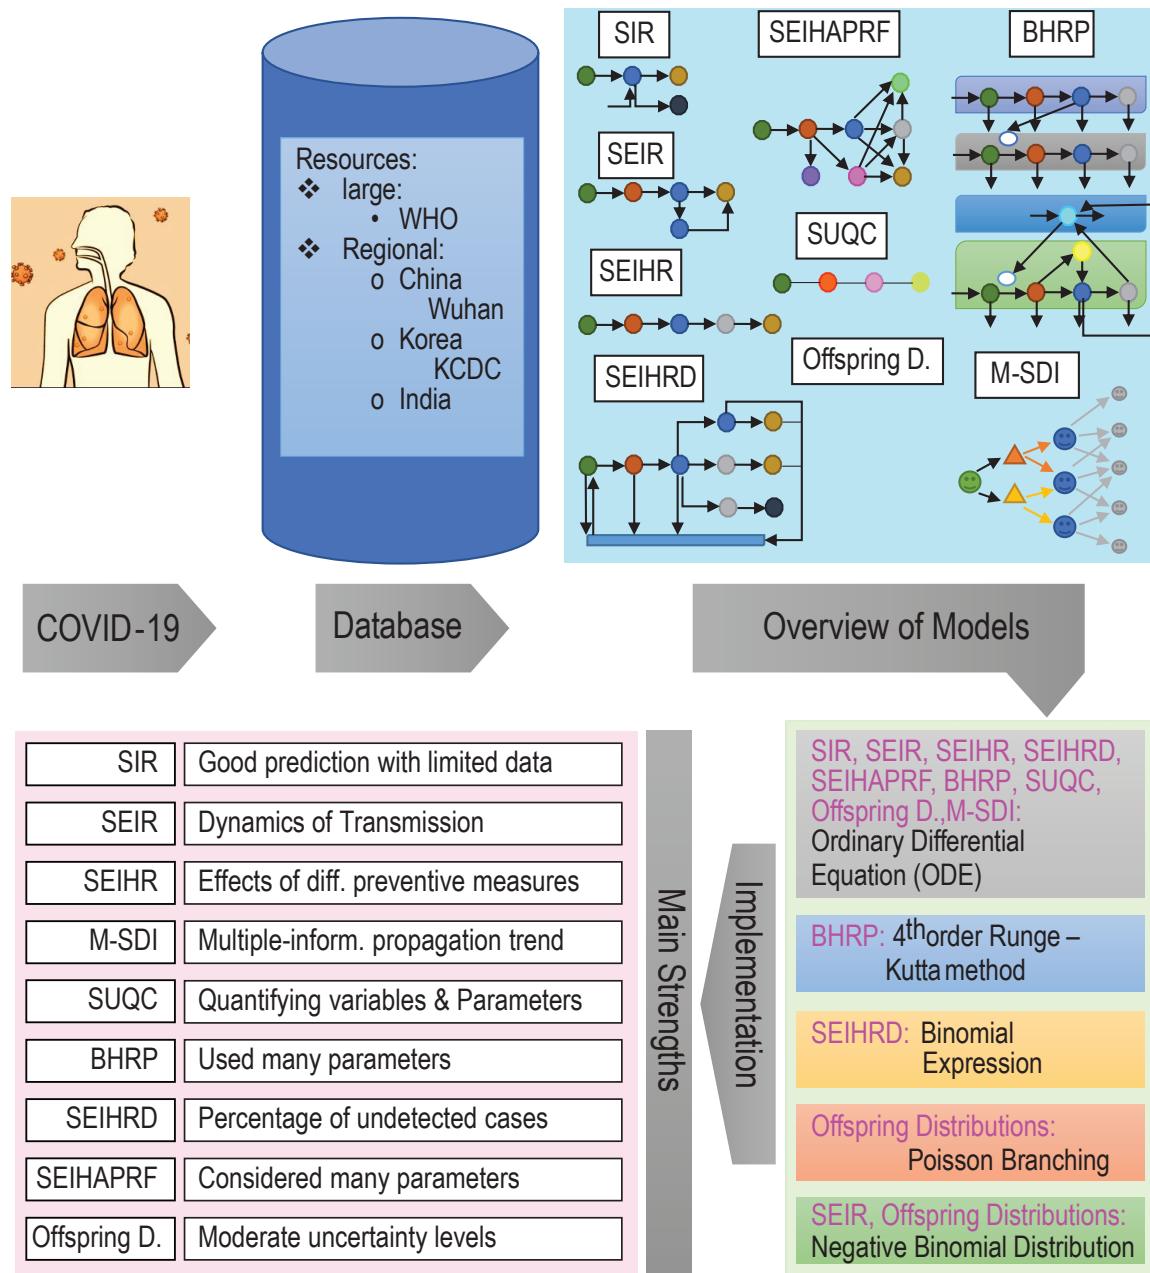 Resources:
❖ large:
• WHO
❖ Regional:
o China
Wuhan
o Korea
KCDC
o India
SIR
SEIHAPRF
BHRP
SEIR
SUQC
SEIHR
Offspring D.
SEIHRD
M-SDI
COVID-19
Database
Overview of Models
SIR Good prediction with limited data
SEIR Dynamics of Transmission
SEIHR Effects of diff. preventive measures
M-SDI Multiple-inform. propagation trend
SUQC Quantifying variables & Parameters
BHRP Used many parameters
SEIHRD Percentage of undetected cases
SEIHAPRF Considered many parameters
Offspring D. Moderate uncertainty levels
Main Strengths
Implementation
SIR, SEIR, SEIHR, SEIHRD,
SEIHAPRF, BHRP, SUQC,
Offspring D.,M-SDI:
Ordinary Differential
Equation (ODE)
BHRP: 4th order Runge –
Kutta method
SEIHRD: Binomial
Expression
Offspring Distributions:
Poisson Branching
SEIR, Offspring Distributions:
Negative Binomial Distribution